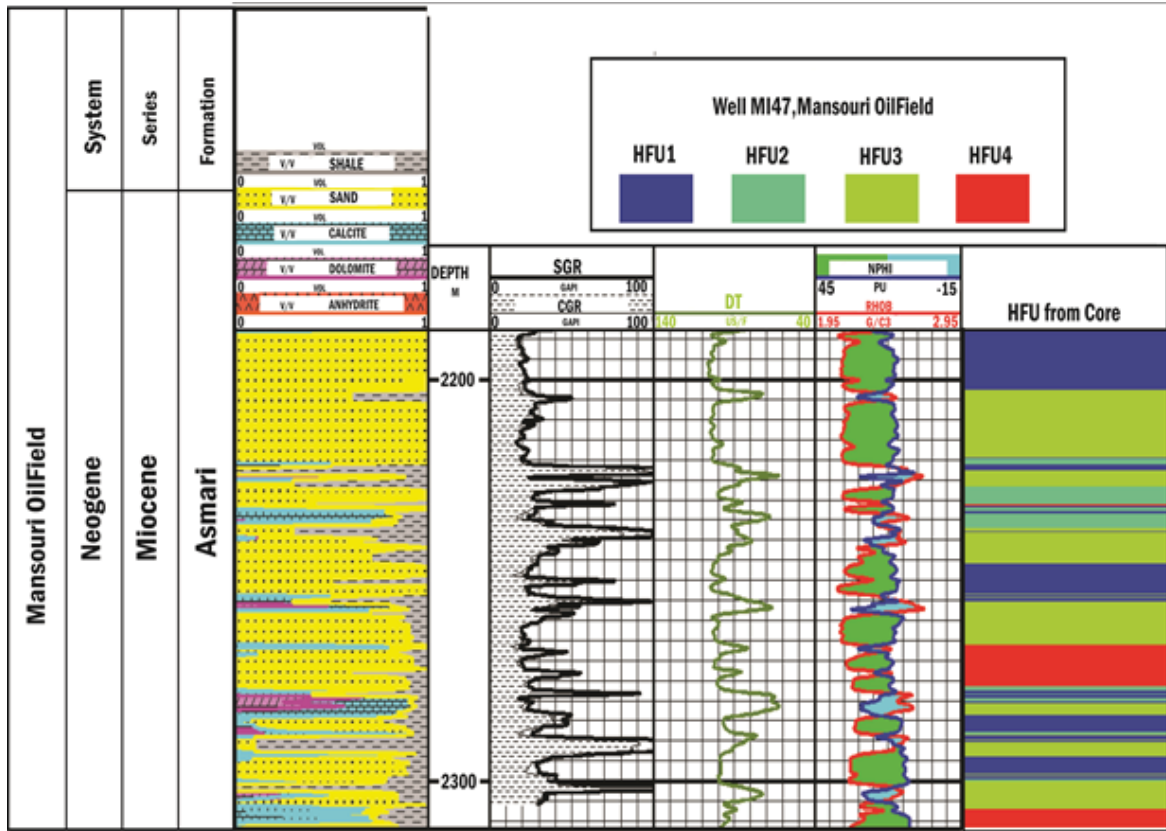 System
Series
Formation
Mansouri OilField
Neogene
Miocene
Asmari
VOL
V/V SHALE
0 VOL 1
V/V SAND
0 VOL 1
V/V CALCITE
0 VOL 1
V/V DOLOMITE
0 VOL 1
V/V ANHYDRITE
0 1
Well MI47,Mansouri OilField
HFU1 HFU2 HFU3 HFU4
DEPTH
M
SGR
0 GAPI 100
CGR
0 GAPI 100
DT
140 US/F 40
NPHI
45 PU -15
RHOB
1.95 G/C3 2.95
HFU from Core
2200
2300